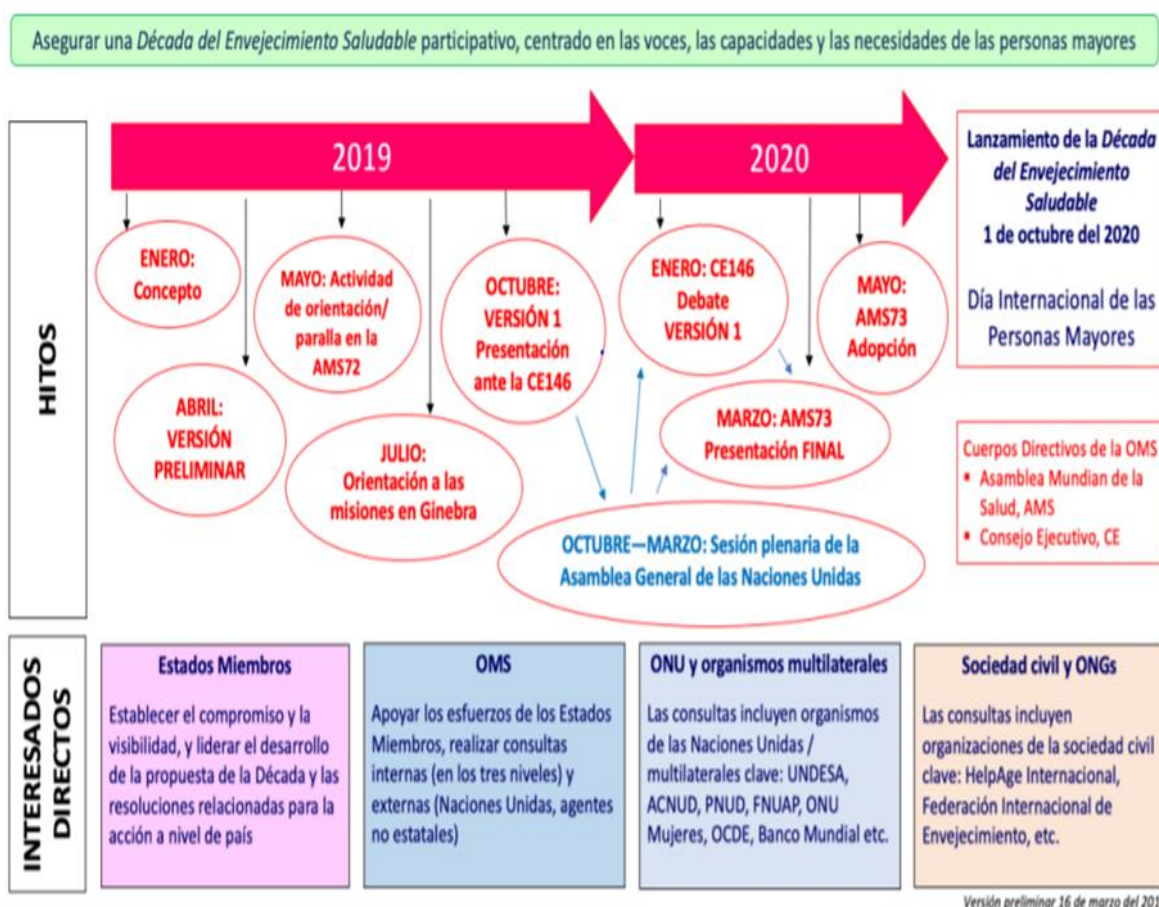 Asegurar una Década del Envejecimiento Saludable participativo, centrado en las voces, las capacidades y las necesidades de las personas mayores
HITOS
2019
2020
ENERO:
Concepto
ABRIL:
VERSIÓN
PRELIMINAR
MAYO: Actividad
de orientación/
paralla en la
AMS72
JULIO:
Orientación a las
misiones en Ginebra
OCTUBRE:
VERSIÓN 1
Presentación
ante la CE146
ENERO: CE146
Debate
VERSIÓN 1
MARZO: AMS73
Presentación FINAL
MAYO:
AMS73
Adopción
OCTUBRE—MARZO: Sesión plenaria de la
Asamblea General de las Naciones Unidas
Lanzamiento de la Década
del Envejecimiento
Saludable
1 de octubre del 2020
Día Internacional de las
Personas Mayores
Cuerpos Directivos de la OMS
▪ Asamblea Mundian de la
Salud, AMS
▪ Consejo Ejecutivo, CE
INTERESADOS
DIRECTOS
Estados Miembros
Establecer el compromiso y la
visibilidad, y liderar el desarrollo
de la propuesta de la Década y las
resoluciones relacionadas para la
acción a nivel de país
OMS
Apoyar los esfuerzos de los Estados
Miembros, realizar consultas
internas (en los tres niveles) y
externas (Naciones Unidas, agentes
no estatales)
ONU y organismos multilaterales
Las consultas incluyen organismos
de las Naciones Unidas /
multilaterales clave: UNDESA,
ACNUD, PNUD, FNUAP, ONU
Mujeres, OCDE, Banco Mundial etc.
Sociedad civil y ONGs
Las consultas incluyen
organizaciones de la sociedad civil
clave: HelpAge Internacional,
Federación Internacional de
Envejecimiento, etc.
Versión preliminar 16 de marzo del